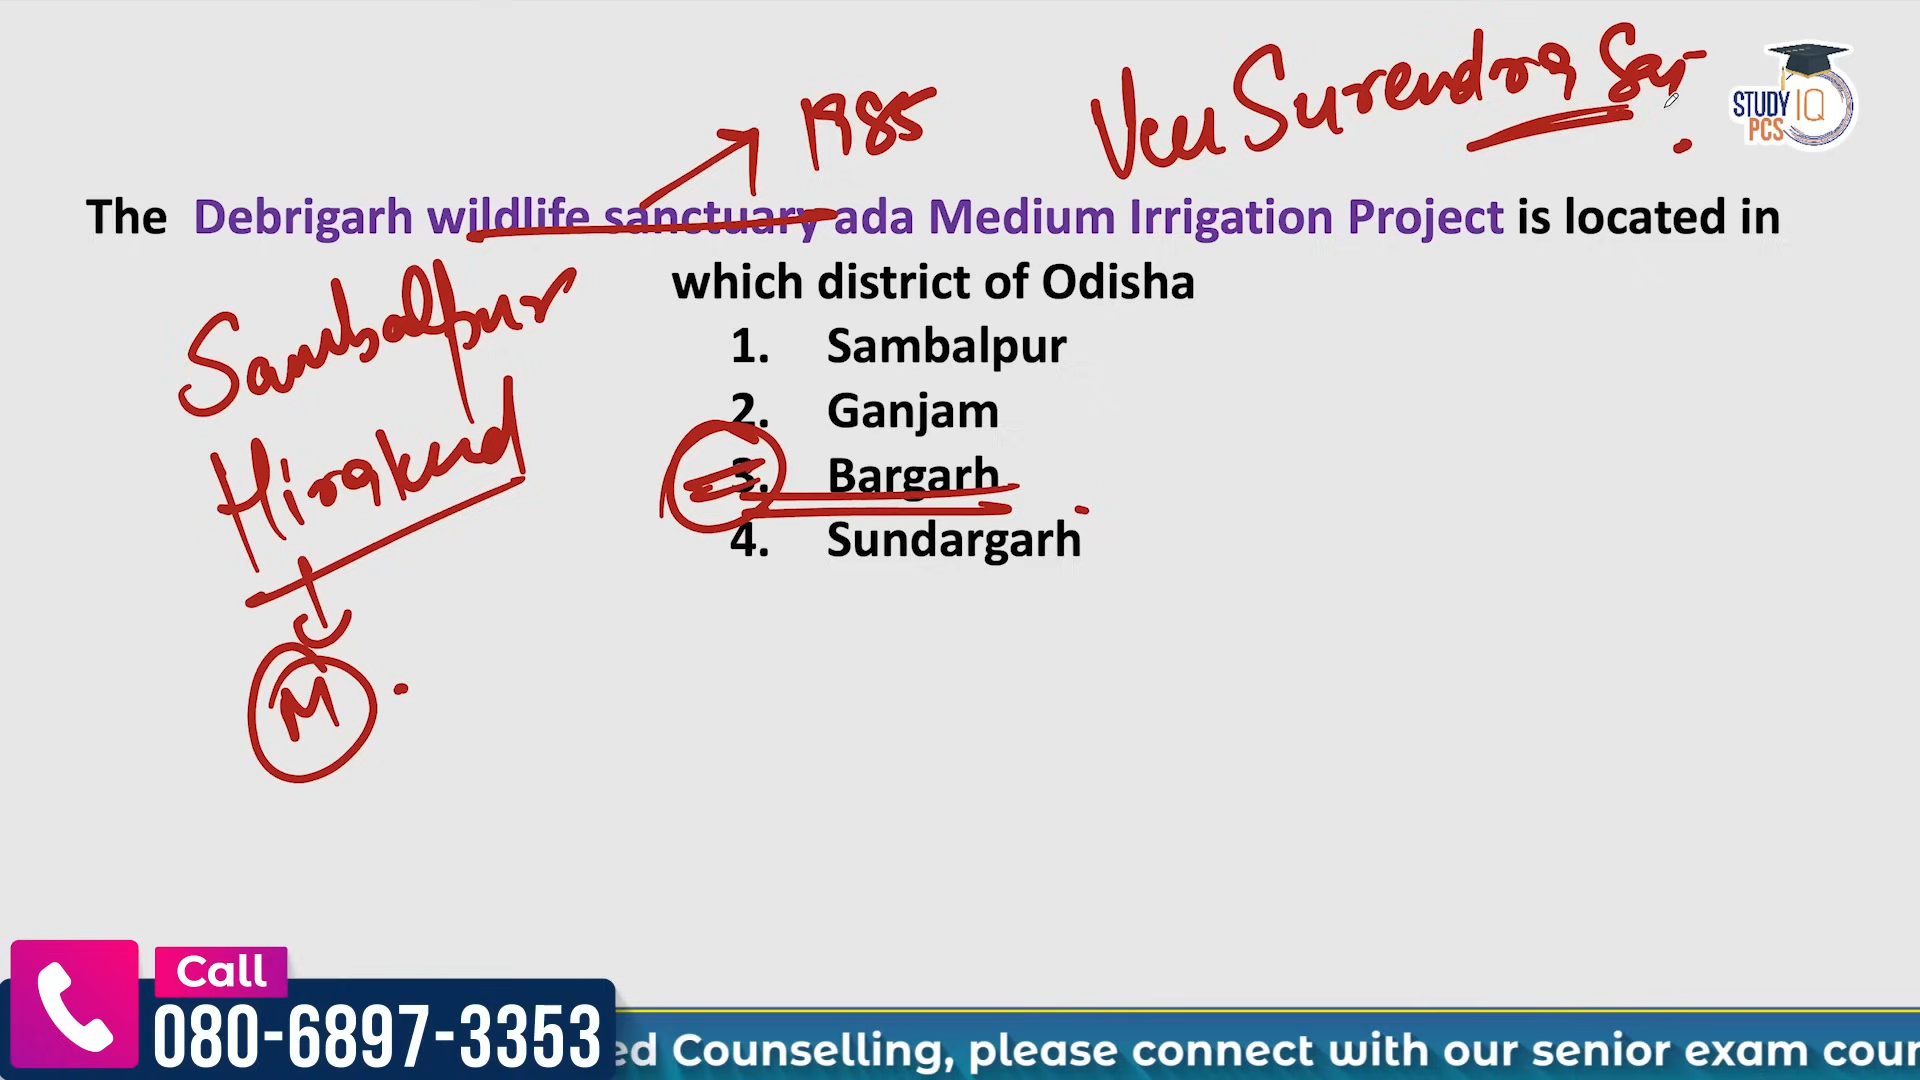 1985
Veer Surendra Sai
STUDY IQ
PCS
The Debrigarh wildlife sanctuary ada Medium Irrigation Project is located in
which district of Odisha
Sambalpur
1. Sambalpur
2. Ganjam
Hirakud
3. Bargarh
4. Sundargarh
M
Call
080-6897-3353
ed Counselling, please connect with our senior exam coun